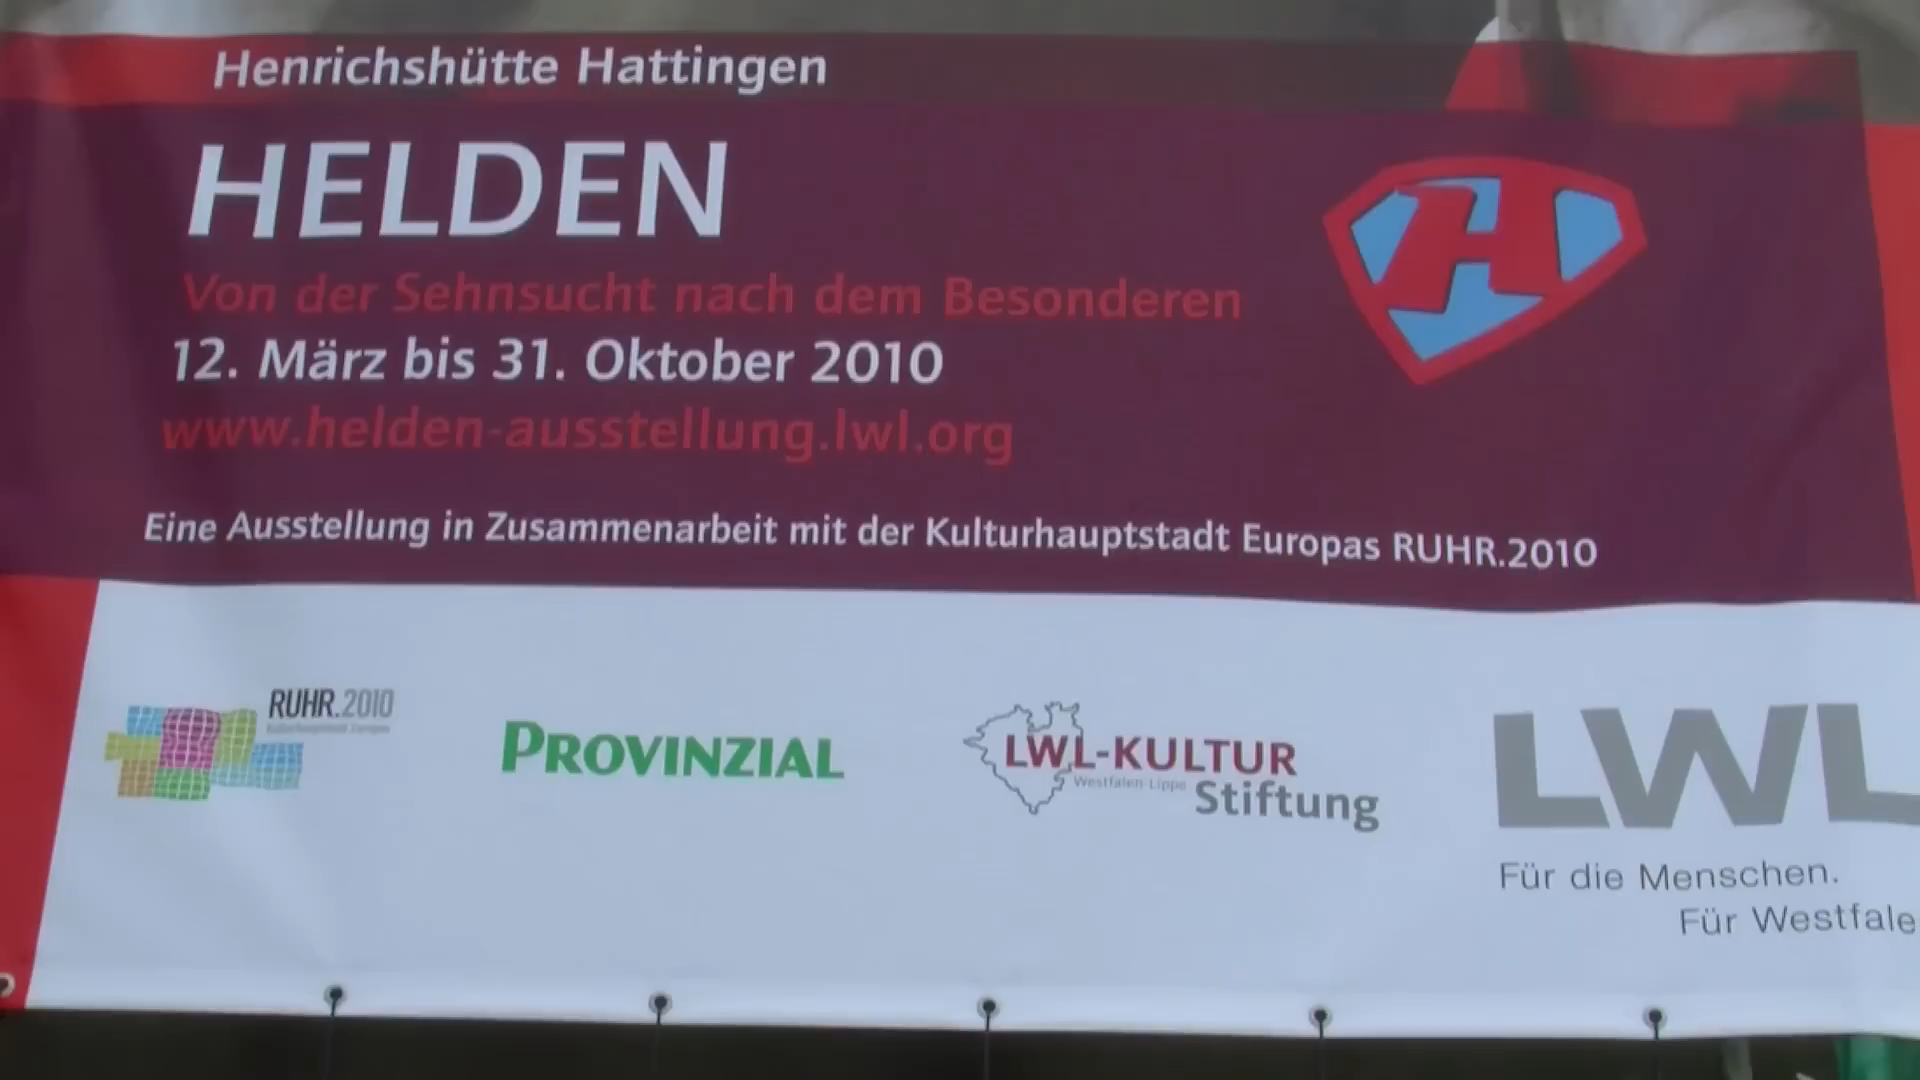 Henrichshütte Hattingen
HELDEN
H
Von der Sehnsucht nach dem Besonderen
12. März bis 31. Oktober 2010
www.helden-ausstellung.lwl.org
Eine Ausstellung in Zusammenarbeit mit der Kulturhauptstadt Europas RUHR.2010
RUHR.2010
PROVINZIAL
LWL-KULTUR
Westfalen-Lippe
Stiftung
LWL
Für die Menschen.
Für Westfale